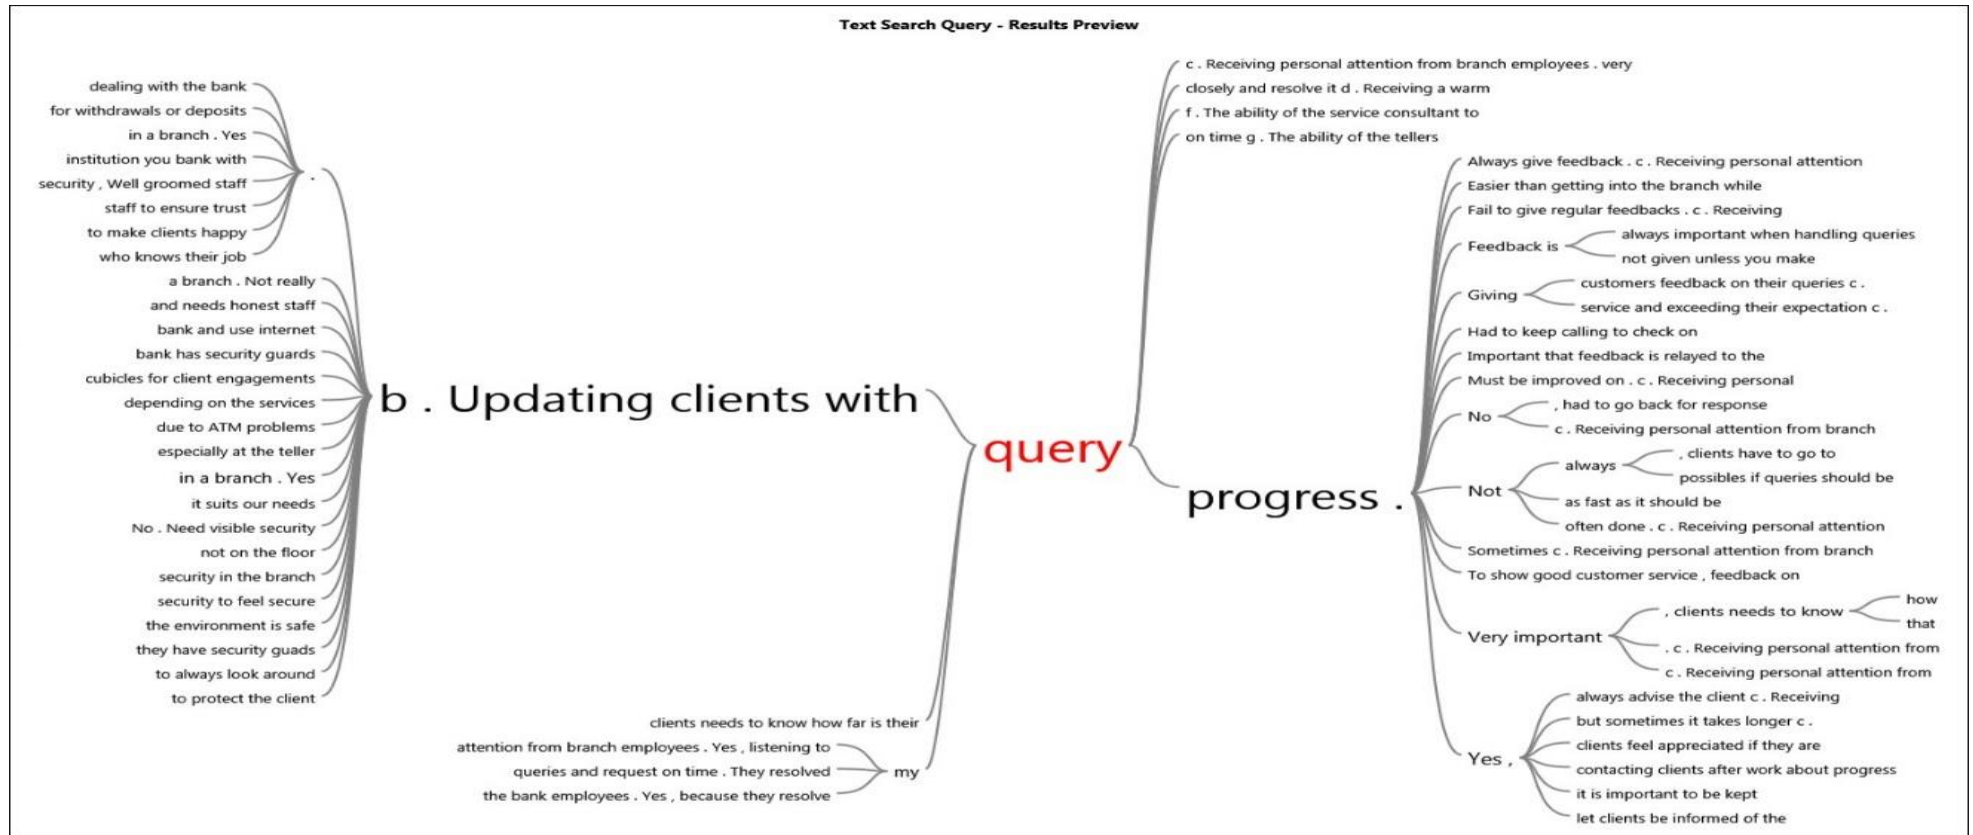 Text Search Query - Results Preview
dealing with the bank
for withdrawals or deposits
in a branch . Yes
institution you bank with
security , Well groomed staff
staff to ensure trust
to make clients happy
who knows their job
.
a branch . Not really
and needs honest staff
bank and use internet
bank has security guards
cubicles for client engagements
depending on the services
due to ATM problems
especially at the teller
in a branch . Yes
it suits our needs
No . Need visible security
not on the floor
security in the branch
security to feel secure
the environment is safe
they have security guads
to always look around
to protect the client
b . Updating clients with
clients needs to know how far is their
attention from branch employees . Yes , listening to
queries and request on time . They resolved
the bank employees . Yes , because they resolve
my
query
c . Receiving personal attention from branch employees . very
closely and resolve it d . Receiving a warm
f . The ability of the service consultant to
on time g . The ability of the tellers
progress .
Always give feedback . c . Receiving personal attention
Easier than getting into the branch while
Fail to give regular feedbacks . c . Receiving
Feedback is
always important when handling queries
not given unless you make
Giving
customers feedback on their queries c .
service and exceeding their expectation c .
Had to keep calling to check on
Important that feedback is relayed to the
Must be improved on . c . Receiving personal
No
, had to go back for response
c . Receiving personal attention from branch
Not
always
, clients have to go to
possibles if queries should be
as fast as it should be
often done . c . Receiving personal attention
Sometimes c . Receiving personal attention from branch
To show good customer service , feedback on
Very important
, clients needs to know
how
that
. c . Receiving personal attention from
c . Receiving personal attention from
Yes ,
always advise the client c . Receiving
but sometimes it takes longer c .
clients feel appreciated if they are
contacting clients after work about progress
it is important to be kept
let clients be informed of the